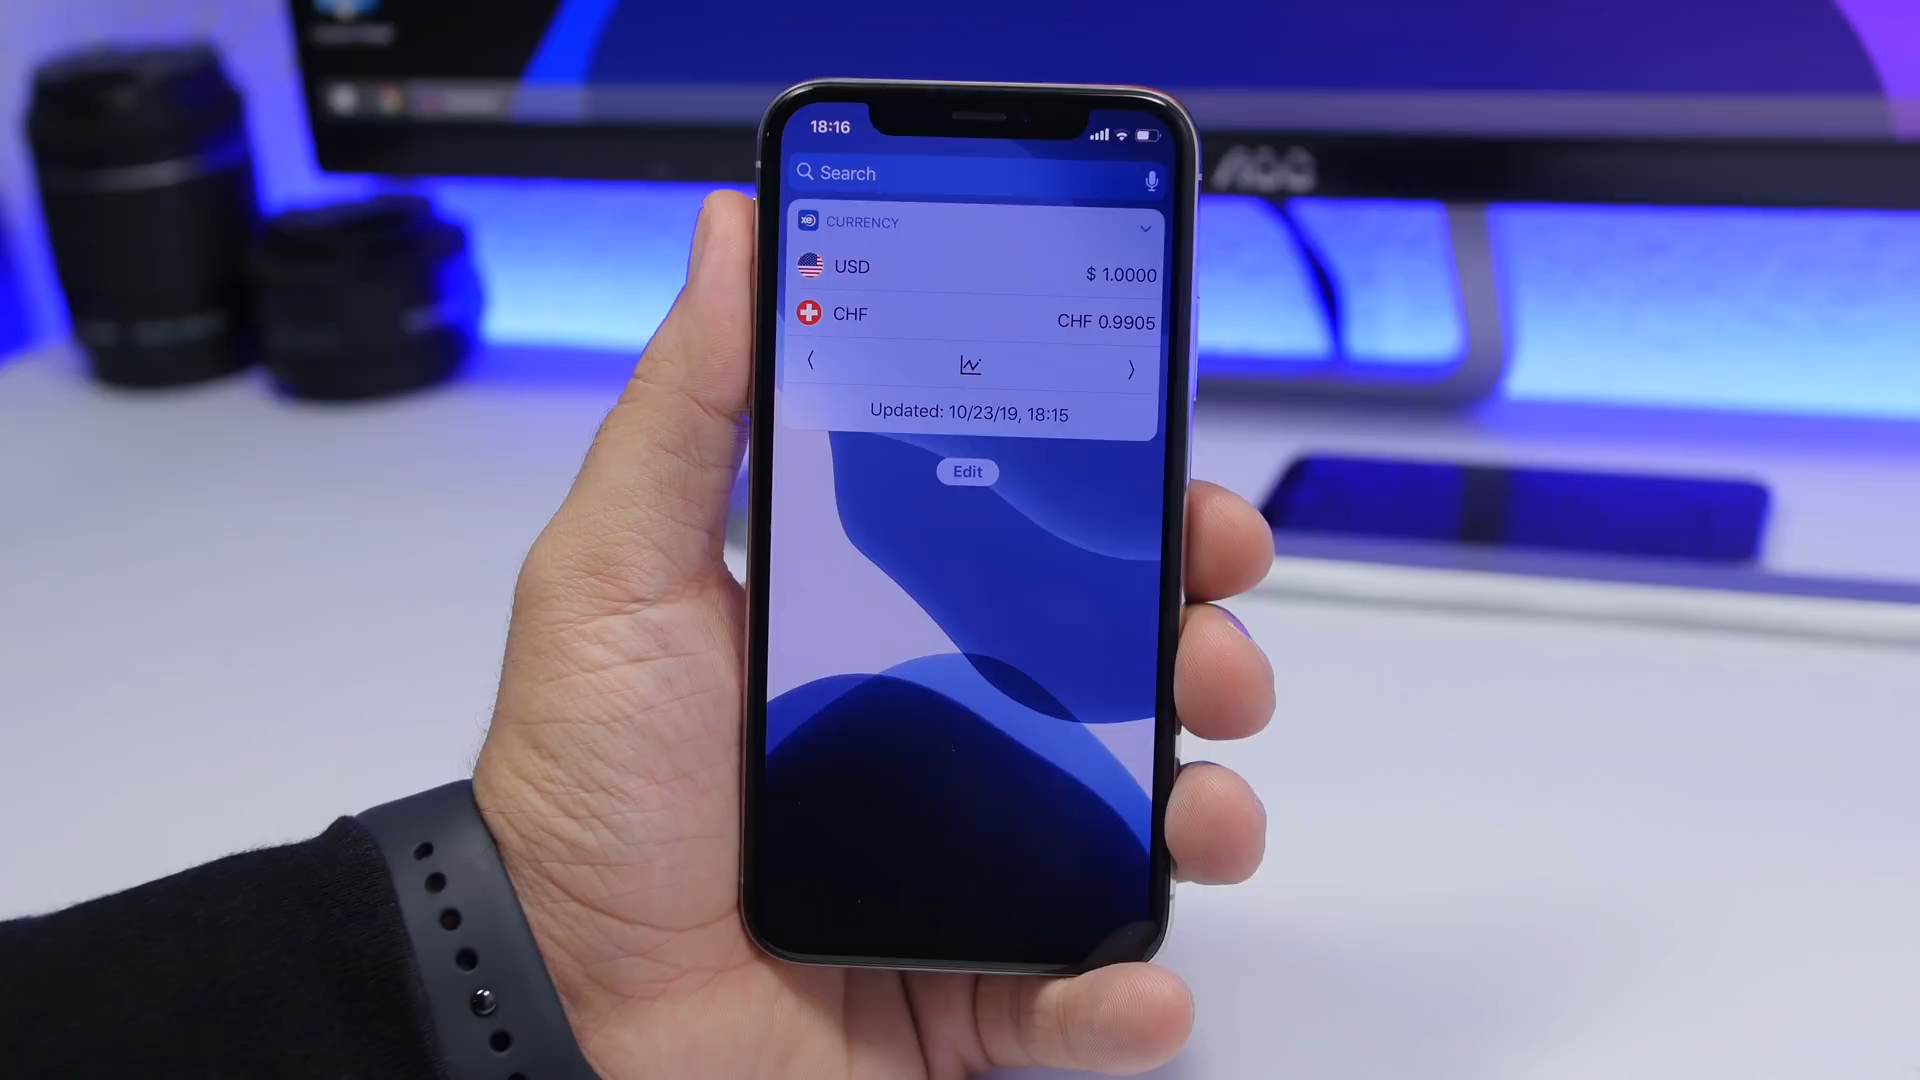 18:16
Search
xe CURRENCY
USD $ 1.0000
CHF CHF 0.9905
Updated: 10/23/19, 18:15
Edit
AOC